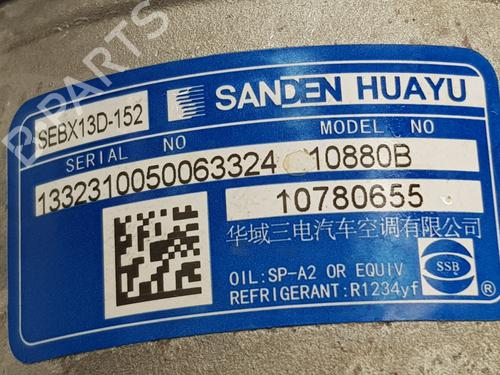 B PARTS
SEBX13D-152
SANDEN HUAYU
SERIAL NO
MODEL NO
1332310050063324
10880B
10780655
华域三电汽车空调有限公司
OIL:SP-A2 OR EQUIV
REFRIGERANT:R1234yf
SSB
®